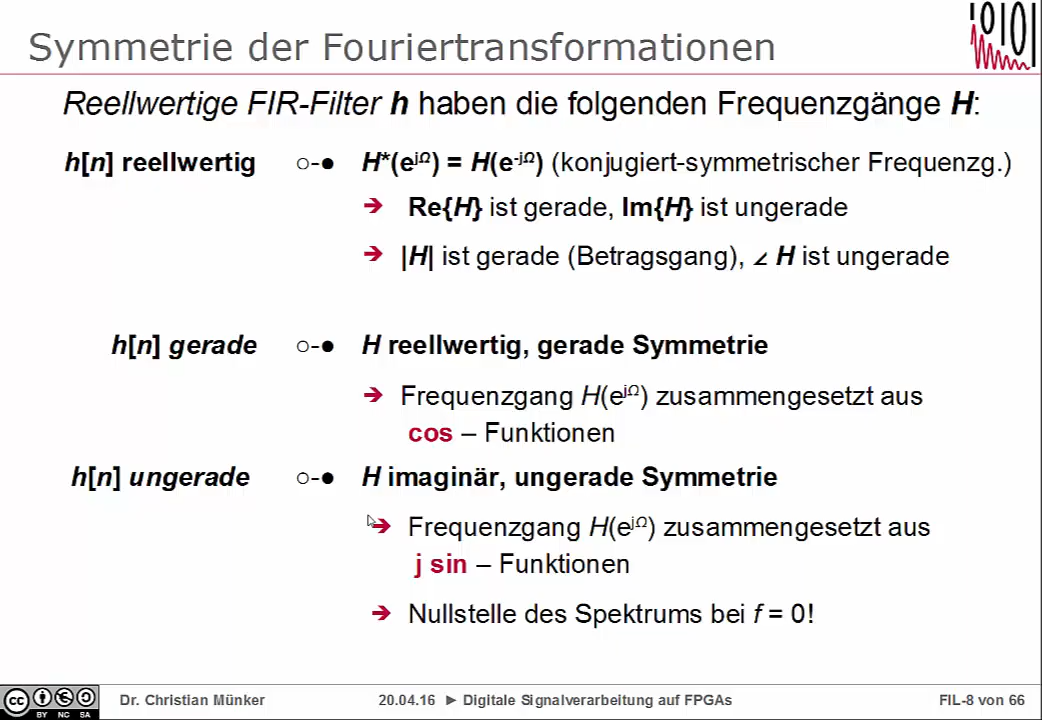 Symmetrie der Fouriertransformationen
Reellwertige FIR-Filter h haben die folgenden Frequenzgänge H:
h[n] reellwertig ○-● H*(e^jΩ) = H(e^-jΩ) (konjugiert-symmetrischer Frequenzg.)
➔ Re{H} ist gerade, Im{H} ist ungerade
➔ |H| ist gerade (Betragsgang), ∠ H ist ungerade
h[n] gerade ○-● H reellwertig, gerade Symmetrie
➔ Frequenzgang H(e^jΩ) zusammengesetzt aus
cos – Funktionen
h[n] ungerade ○-● H imaginär, ungerade Symmetrie
➔ Frequenzgang H(e^jΩ) zusammengesetzt aus
j sin – Funktionen
➔ Nullstelle des Spektrums bei f = 0!
cc BY NC SA Dr. Christian Münker 20.04.16 ► Digitale Signalverarbeitung auf FPGAs FIL-8 von 66